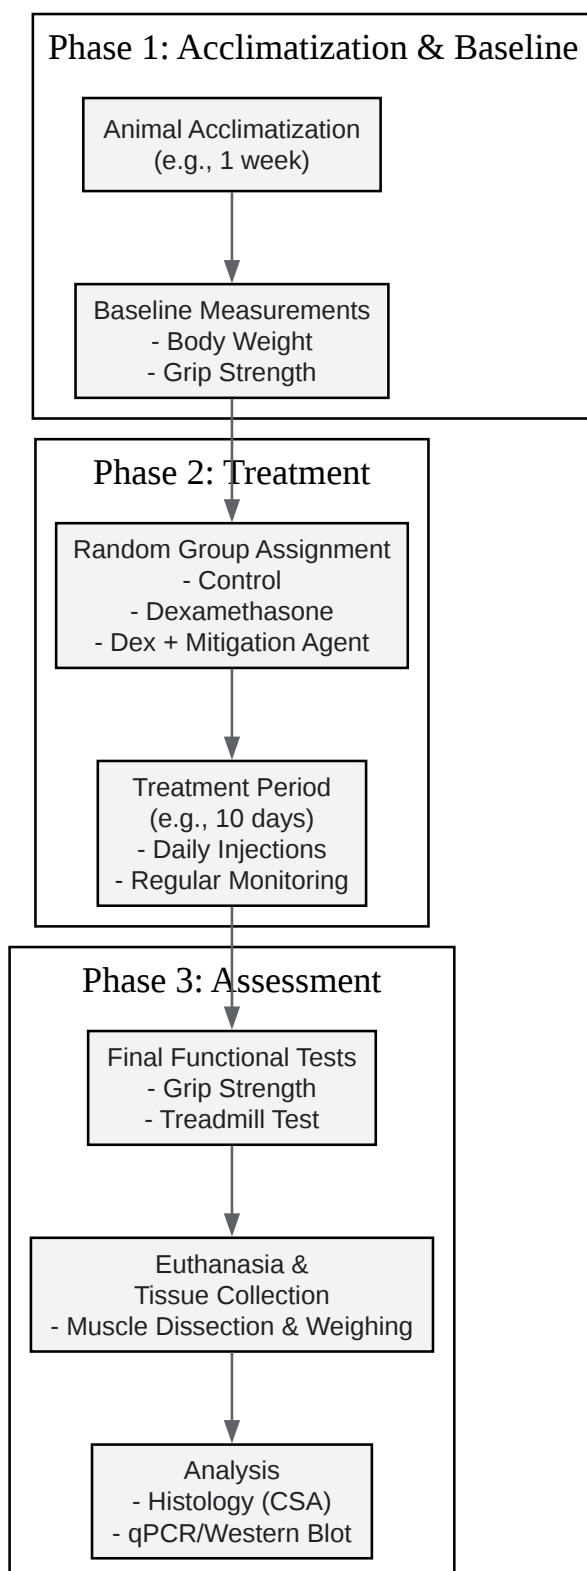 Phase 1: Acclimatization & Baseline
Animal Acclimatization
(e.g., 1 week)
Baseline Measurements
- Body Weight
- Grip Strength
Phase 2: Treatment
Random Group Assignment
- Control
- Dexamethasone
- Dex + Mitigation Agent
Treatment Period
(e.g., 10 days)
- Daily Injections
- Regular Monitoring
Phase 3: Assessment
Final Functional Tests
- Grip Strength
- Treadmill Test
Euthanasia &
Tissue Collection
- Muscle Dissection & Weighing
Analysis
- Histology (CSA)
- qPCR/Western Blot